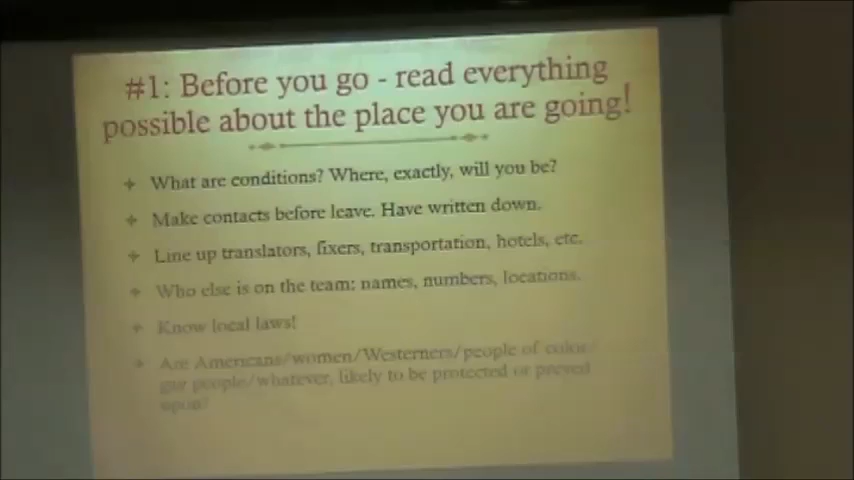 #1: Before you go - read everything
possible about the place you are going!
What are conditions? Where, exactly, will you be?
Make contacts before leave. Have written down.
Line up translators, fixers, transportation, hotels, etc.
Who else is on the team: names, numbers, locations.
Know local laws!
Are Americans/women/Westerners/people of color/
gay people/whatever, likely to be protected or preyed
upon?